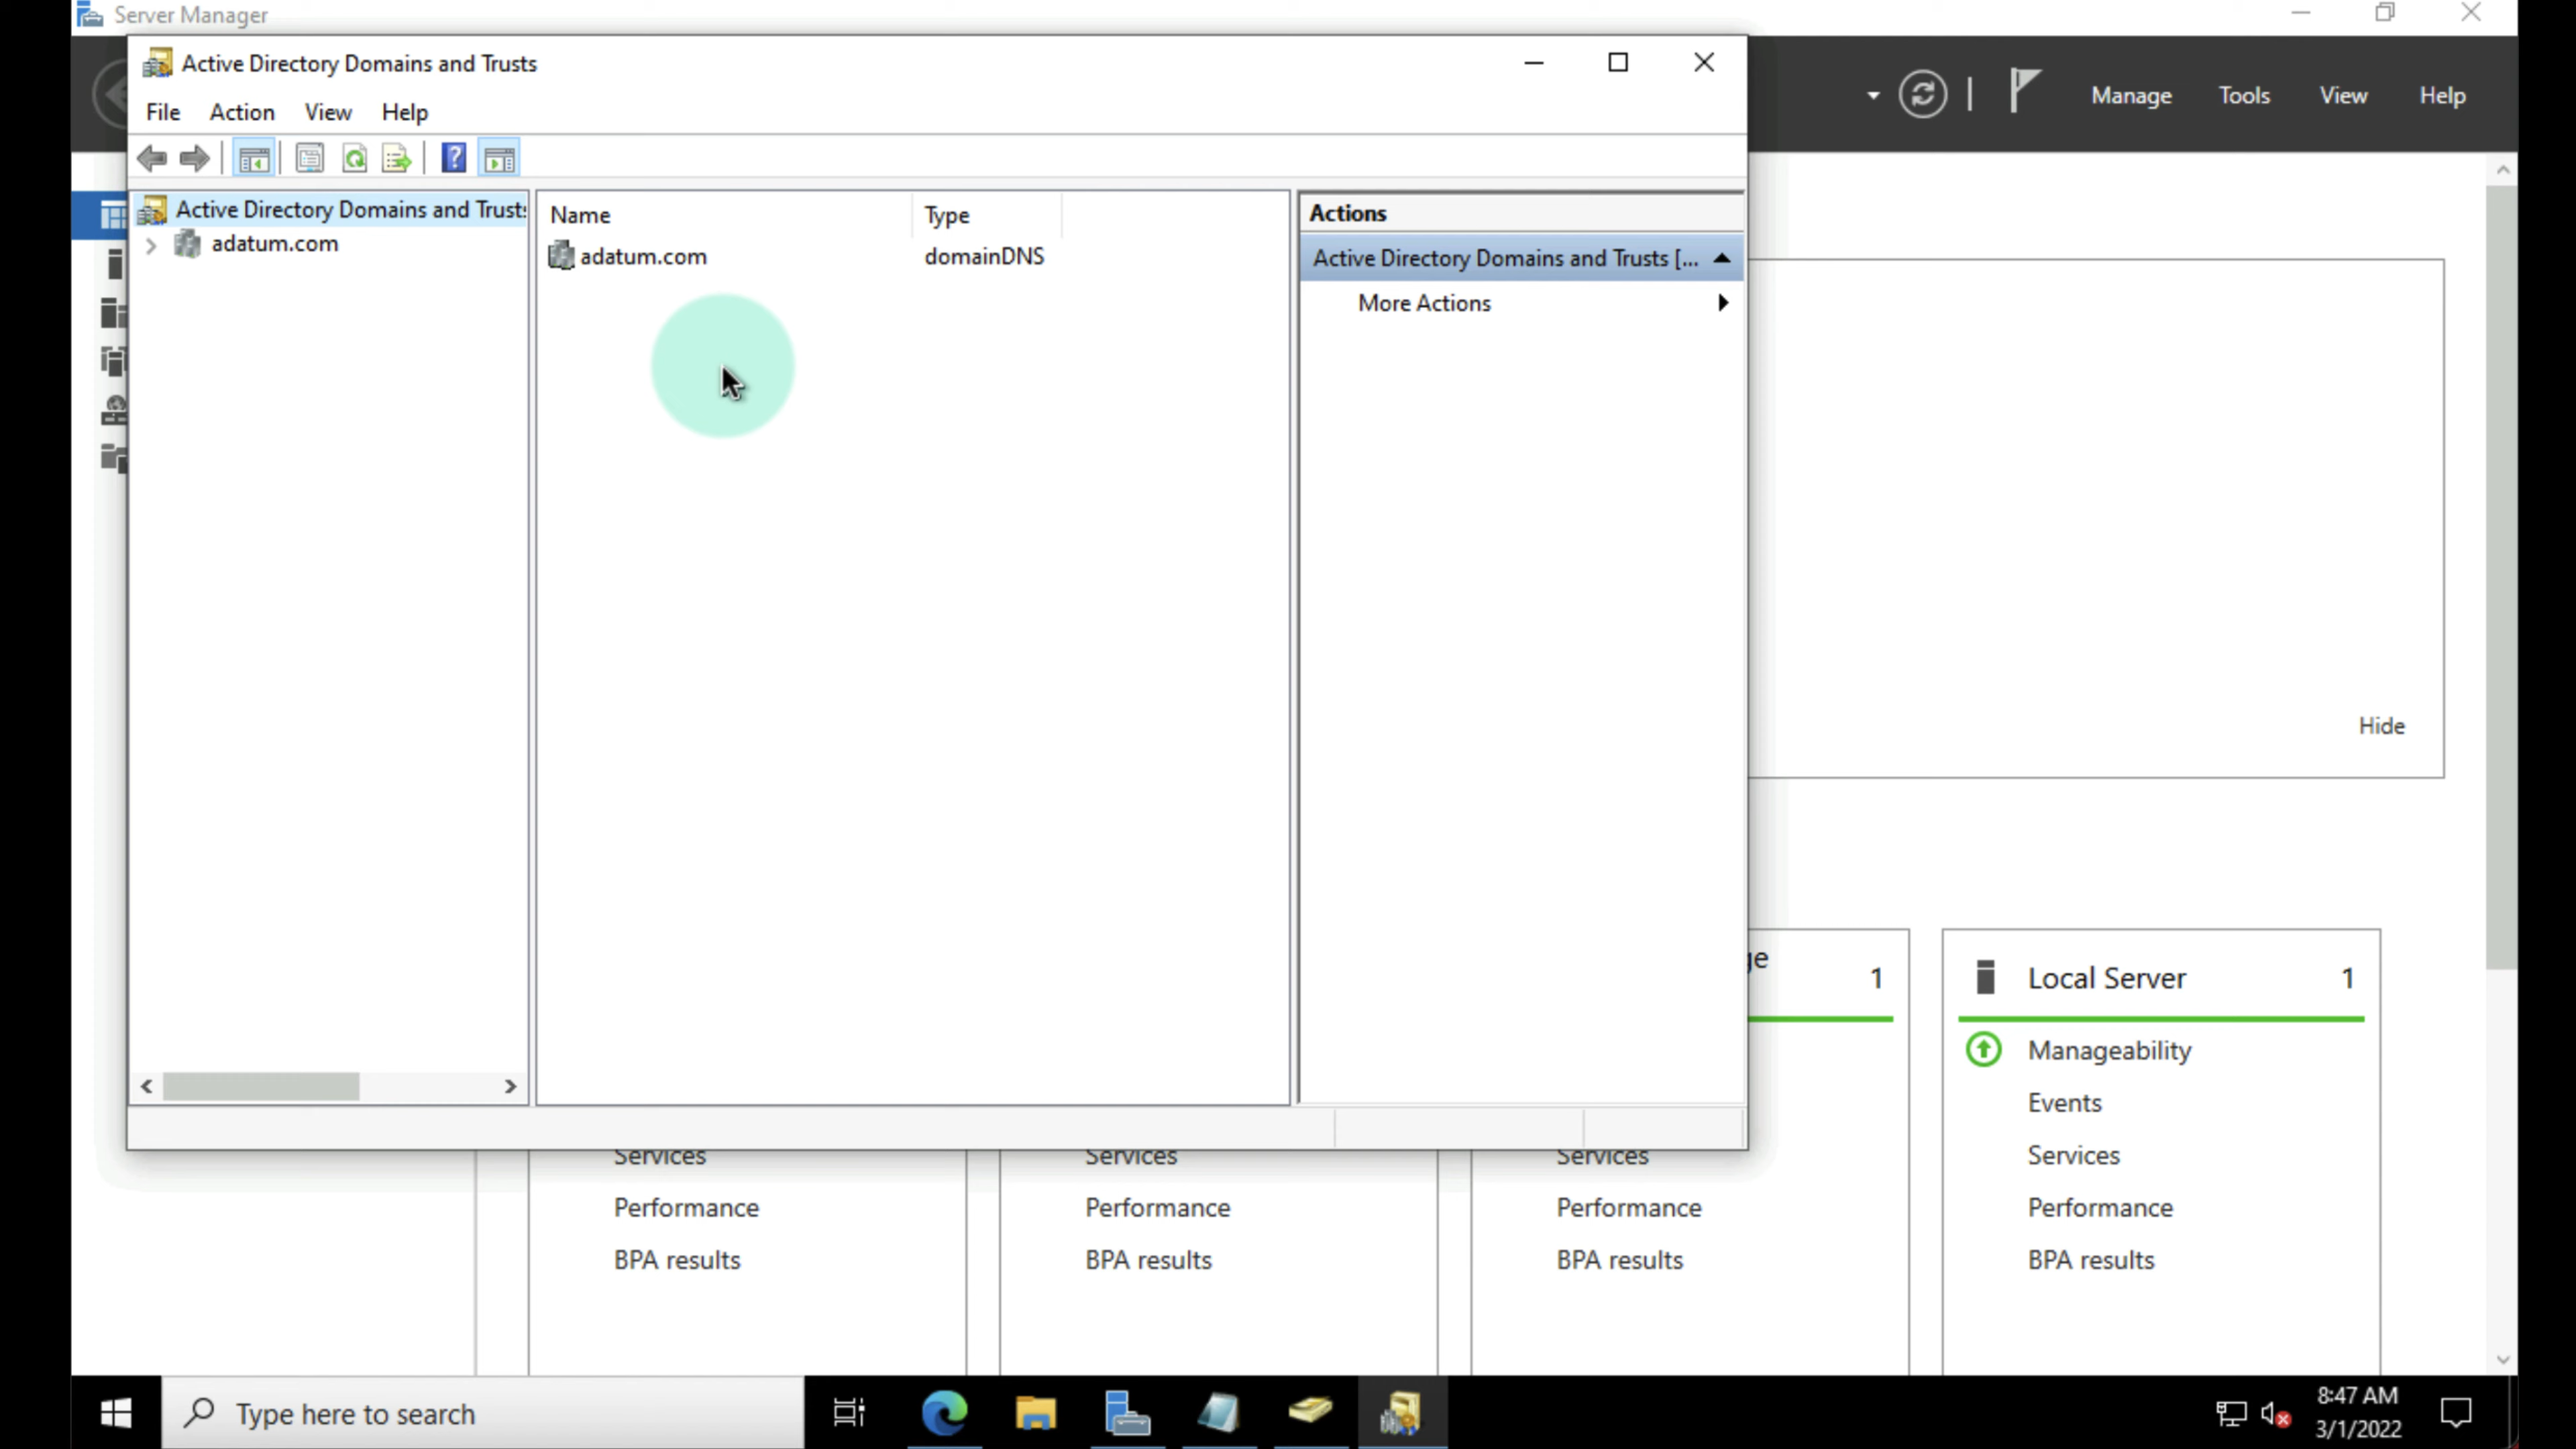 Server Manager
Active Directory Domains and Trusts
File Action View Help
Manage Tools View Help
Active Directory Domains and Trusts
adatum.com
Name Type
adatum.com domainDNS
Actions
Active Directory Domains and Trusts [...
More Actions
Hide
1
Local Server 1
Manageability
Events
Services
Performance
BPA results
Services
Performance
BPA results
Services
Performance
BPA results
Services
Performance
BPA results
Type here to search
8:47 AM
3/1/2022